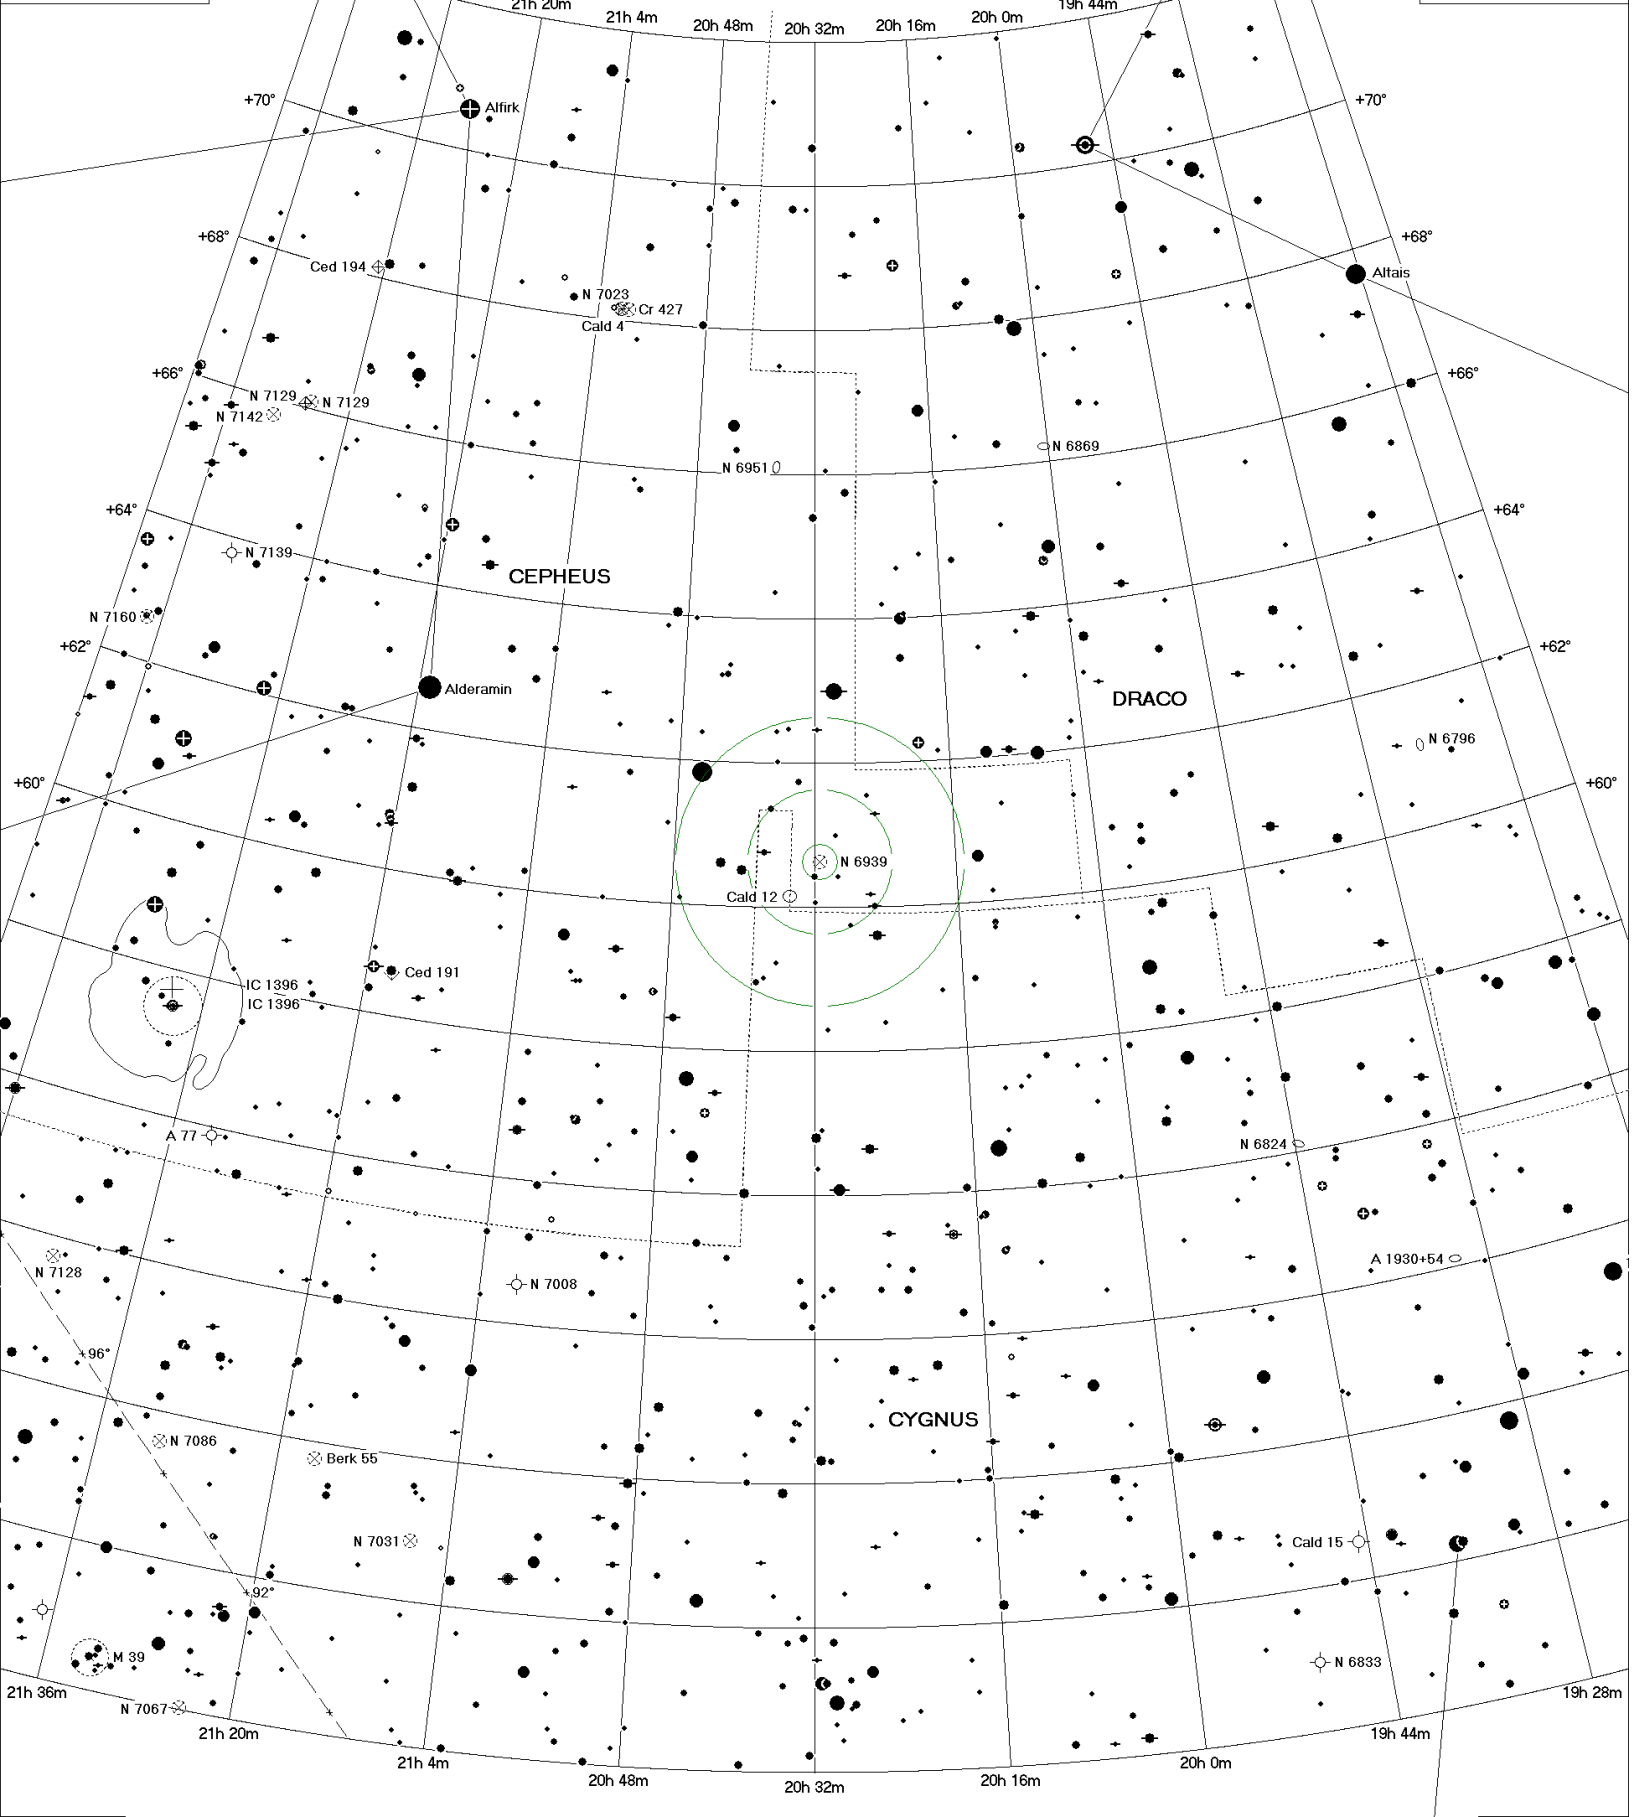 21h 20m
21h 4m
20h 48m
20h 32m
20h 16m
20h 0m
19h 44m
+70°
Alfirk
+70°
+68°
Ced 194
N 7023
Cr 427
Cald 4
+68°
Altais
+66°
N 7129
N 7129
N 7142
+66°
N 6951
N 6869
+64°
N 7139
+64°
CEPHEUS
N 7160
+62°
+62°
Alderamin
DRACO
N 6796
+60°
+60°
N 6939
Cald 12
Ced 191
IC 1396
IC 1396
A 77
N 6824
N 7128
N 7008
A 1930+54
96°
CYGNUS
N 7086
Berk 55
N 7031
Cald 15
92°
M 39
N 6833
21h 36m
N 7067
19h 28m
21h 20m
19h 44m
21h 4m
20h 0m
20h 48m
20h 32m
20h 16m